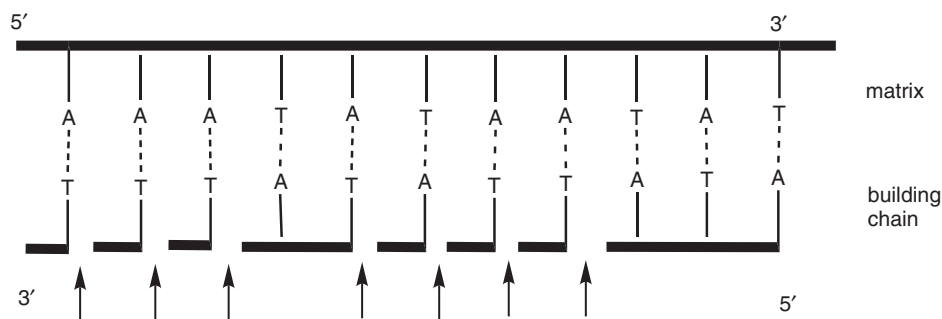 5′ 3′
matrix
A A A T A T A A T A T
T T T A T A T T A T A
building
chain
3′ 5′